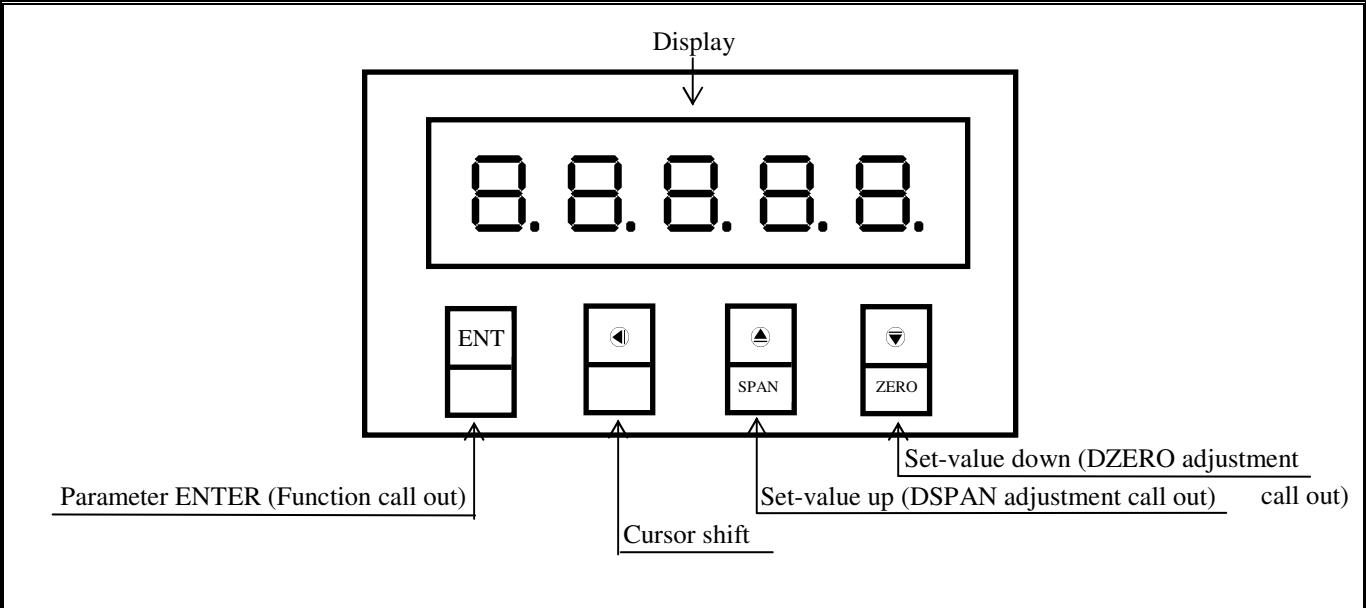 Display
8.8.8.8.8.
ENT
SPAN
ZERO
Set-value down (DZERO adjustment
call out)
Parameter ENTER (Function call out)
Set-value up (DSPAN adjustment call out)
Cursor shift